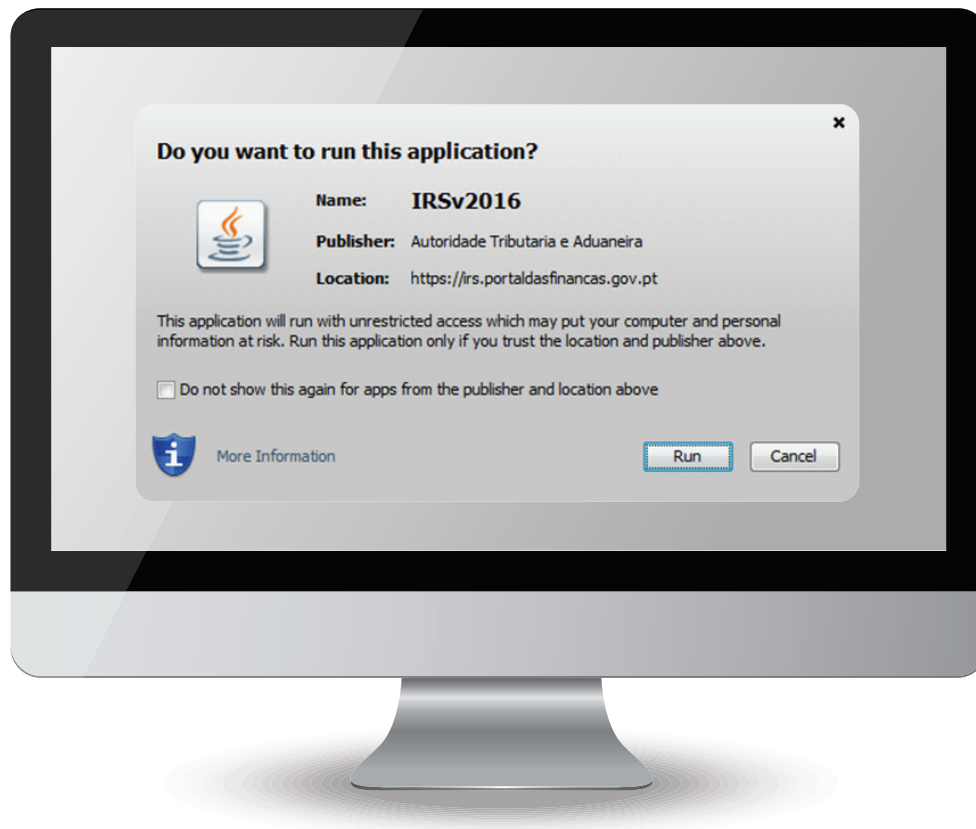 Do you want to run this application?
Name: IRSv2016
Publisher: Autoridade Tributaria e Aduaneira
Location: https://irs.portaldasfinancas.gov.pt
This application will run with unrestricted access which may put your computer and personal
information at risk. Run this application only if you trust the location and publisher above.
Do not show this again for apps from the publisher and location above
More Information
Run Cancel